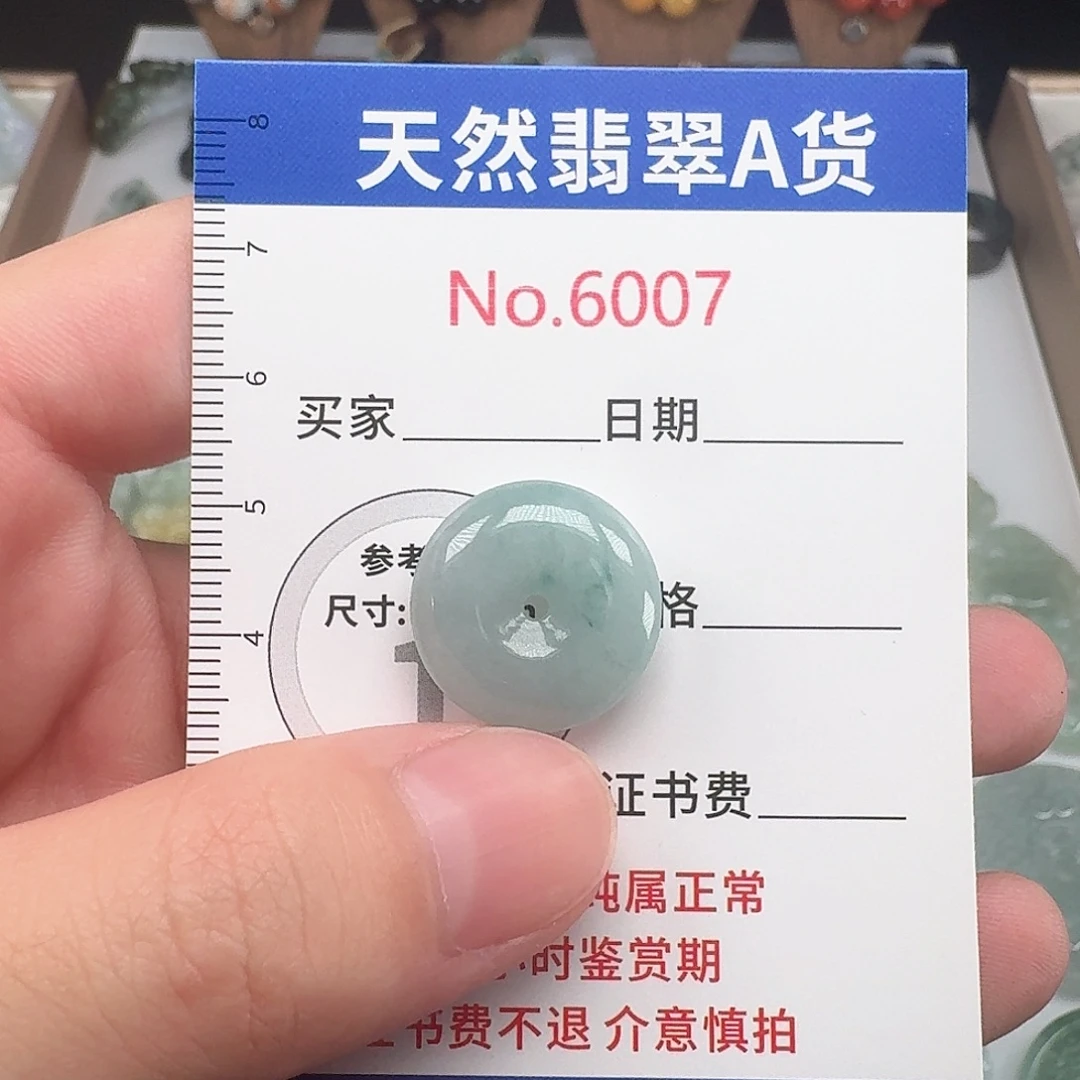 天然翡翠A货
No.6007
8
7
6
5
4
买家 日期
参考
尺寸: 格
1
证书费
纯属正常
时鉴赏期
书费不退 介意慎拍